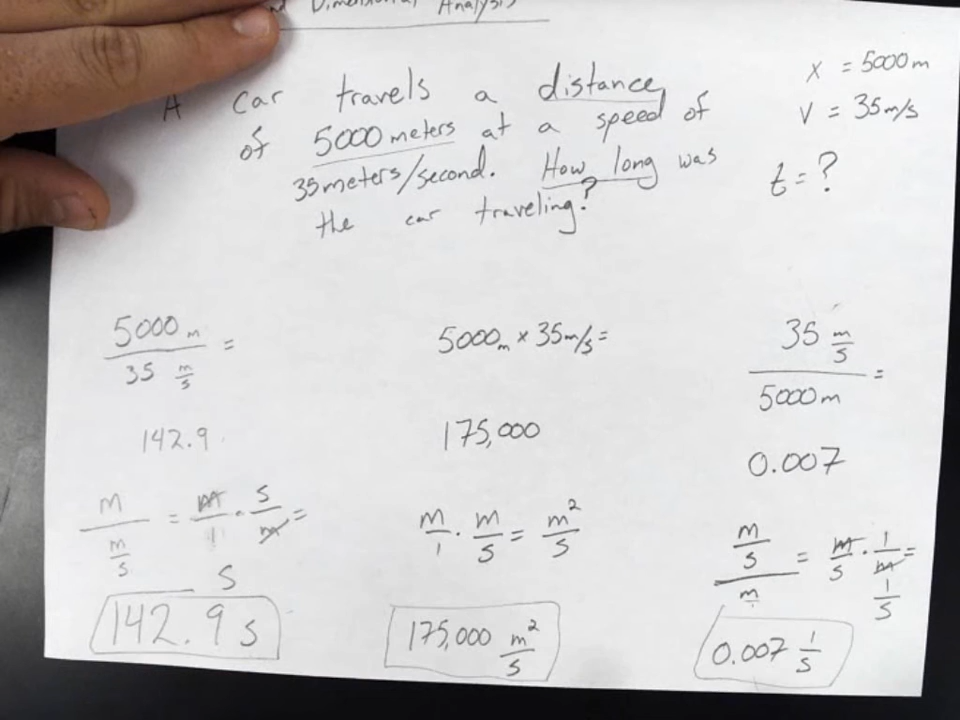 Dimensional Analysis
A car travels a distance
of 5000 meters at a speed of
35 meters/second. How long was
the car traveling?
x = 5000 m
v = 35 m/s
t = ?
5000 m / 35 m/s =
142.9
m / m/s = m/1 · s/m =
s
142.9 s
5000 m × 35 m/s =
175,000
m/1 · m/s = m²/s
175,000 m²/s
35 m/s / 5000 m =
0.007
m/s / m = m/s · 1/m =
1/s
0.007 1/s